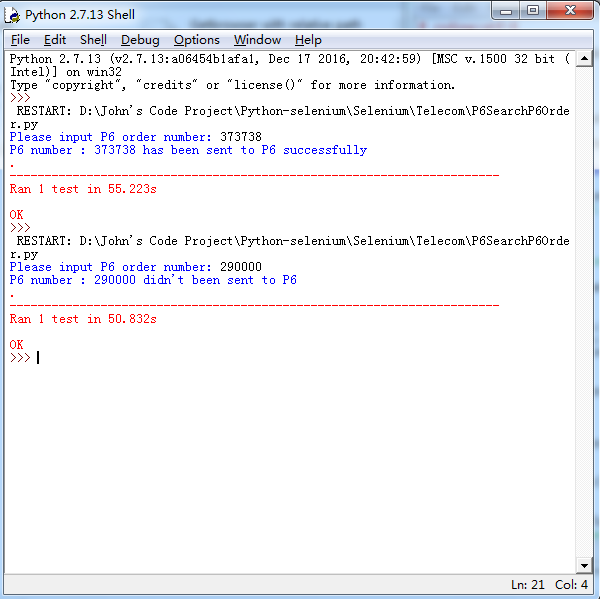 Python 2.7.13 Shell
File Edit Shell Debug Options Window Help
Python 2.7.13 (v2.7.13:a06454b1afa1, Dec 17 2016, 20:42:59) [MSC v.1500 32 bit (
Intel)] on win32
Type "copyright", "credits" or "license()" for more information.
>>>
RESTART: D:\John's Code Project\Python-selenium\Selenium\Telecom\P6SearchP6Orde
r.py
Please input P6 order number: 373738
P6 number : 373738 has been sent to P6 successfully
.
----------------------------------------------------------------------
Ran 1 test in 55.223s
OK
>>>
RESTART: D:\John's Code Project\Python-selenium\Selenium\Telecom\P6SearchP6Orde
r.py
Please input P6 order number: 290000
P6 number : 290000 didn't been sent to P6
.
----------------------------------------------------------------------
Ran 1 test in 50.832s
OK
>>>
Ln: 21 Col: 4